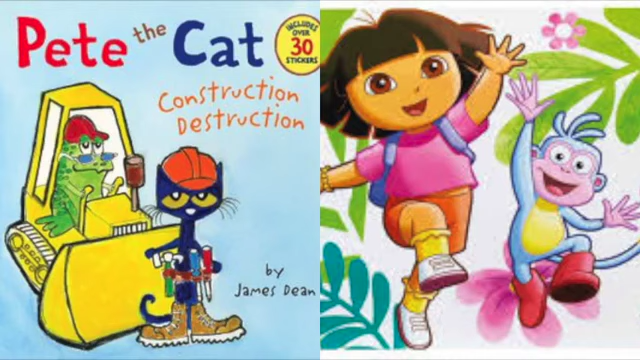 Pete the Cat
INCLUDES
OVER
30
STICKERS
Construction
Destruction
by
James Dean